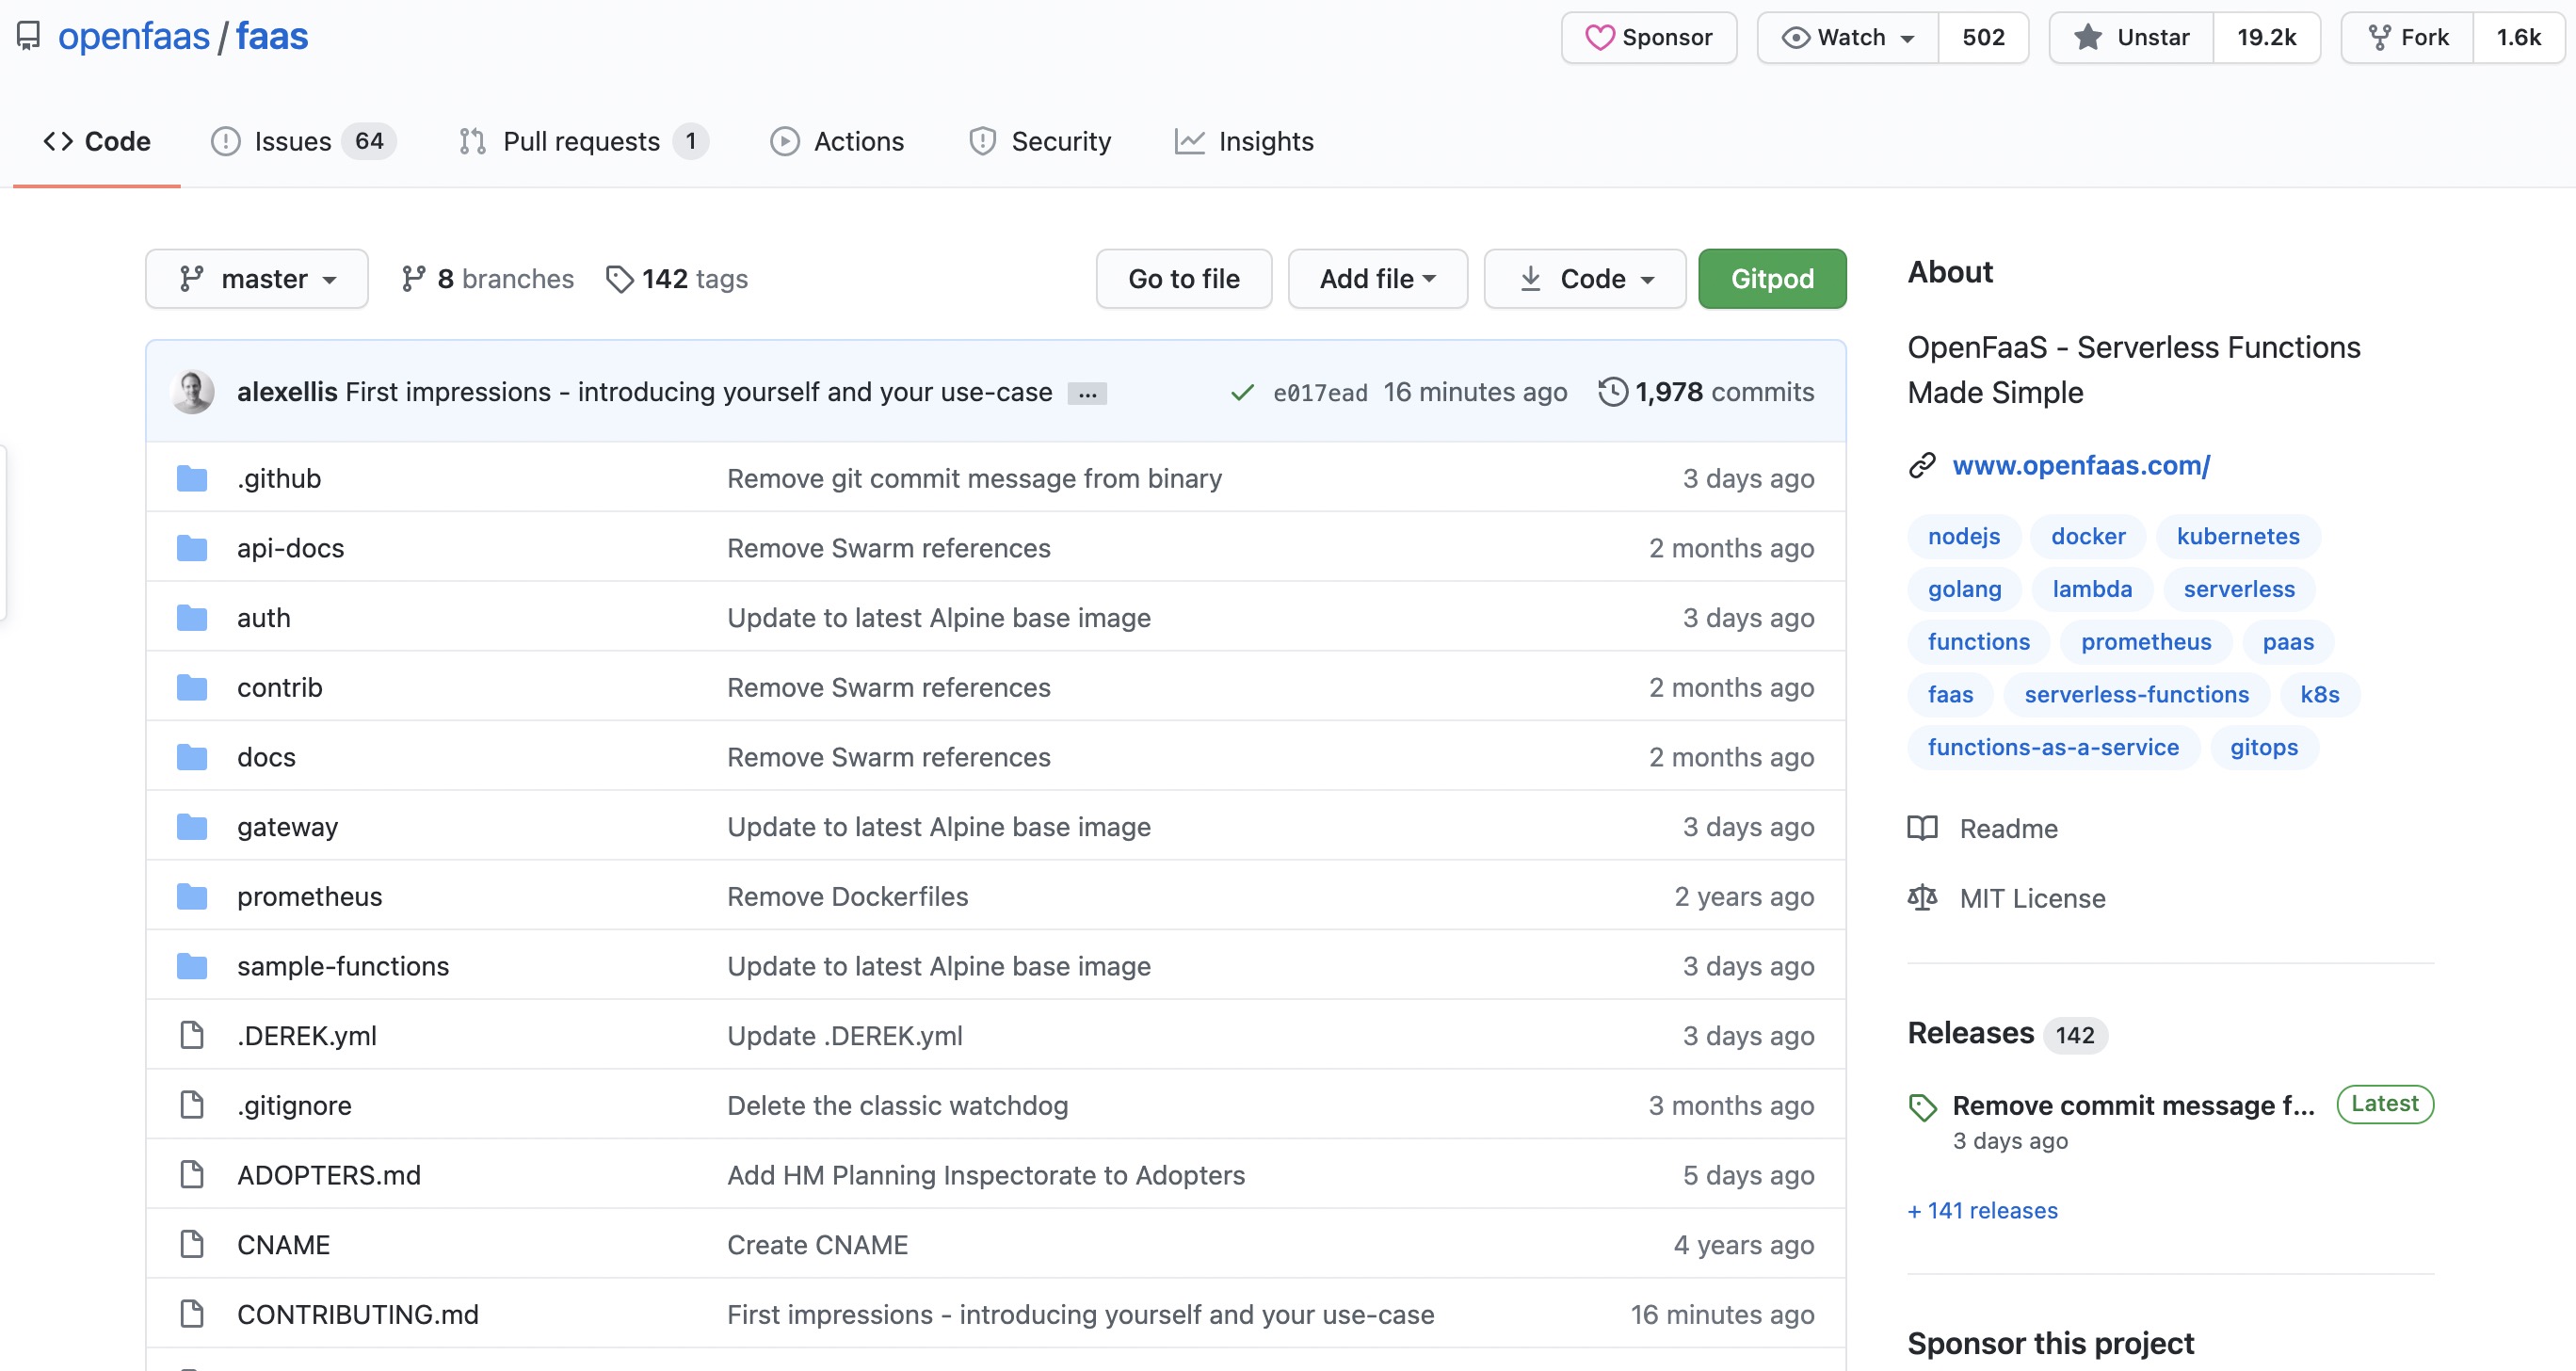 openfaas / faas
Sponsor Watch 502 Unstar 19.2k Fork 1.6k
Code Issues 64 Pull requests 1 Actions Security Insights
master 8 branches 142 tags Go to file Add file Code Gitpod
alexellis First impressions - introducing yourself and your use-case ... e017ead 16 minutes ago 1,978 commits
.github Remove git commit message from binary 3 days ago
api-docs Remove Swarm references 2 months ago
auth Update to latest Alpine base image 3 days ago
contrib Remove Swarm references 2 months ago
docs Remove Swarm references 2 months ago
gateway Update to latest Alpine base image 3 days ago
prometheus Remove Dockerfiles 2 years ago
sample-functions Update to latest Alpine base image 3 days ago
.DEREK.yml Update .DEREK.yml 3 days ago
.gitignore Delete the classic watchdog 3 months ago
ADOPTERS.md Add HM Planning Inspectorate to Adopters 5 days ago
CNAME Create CNAME 4 years ago
CONTRIBUTING.md First impressions - introducing yourself and your use-case 16 minutes ago
About
OpenFaaS - Serverless Functions
Made Simple
www.openfaas.com/
nodejs docker kubernetes
golang lambda serverless
functions prometheus paas
faas serverless-functions k8s
functions-as-a-service gitops
Readme
MIT License
Releases 142
Remove commit message f... Latest
3 days ago
+ 141 releases
Sponsor this project